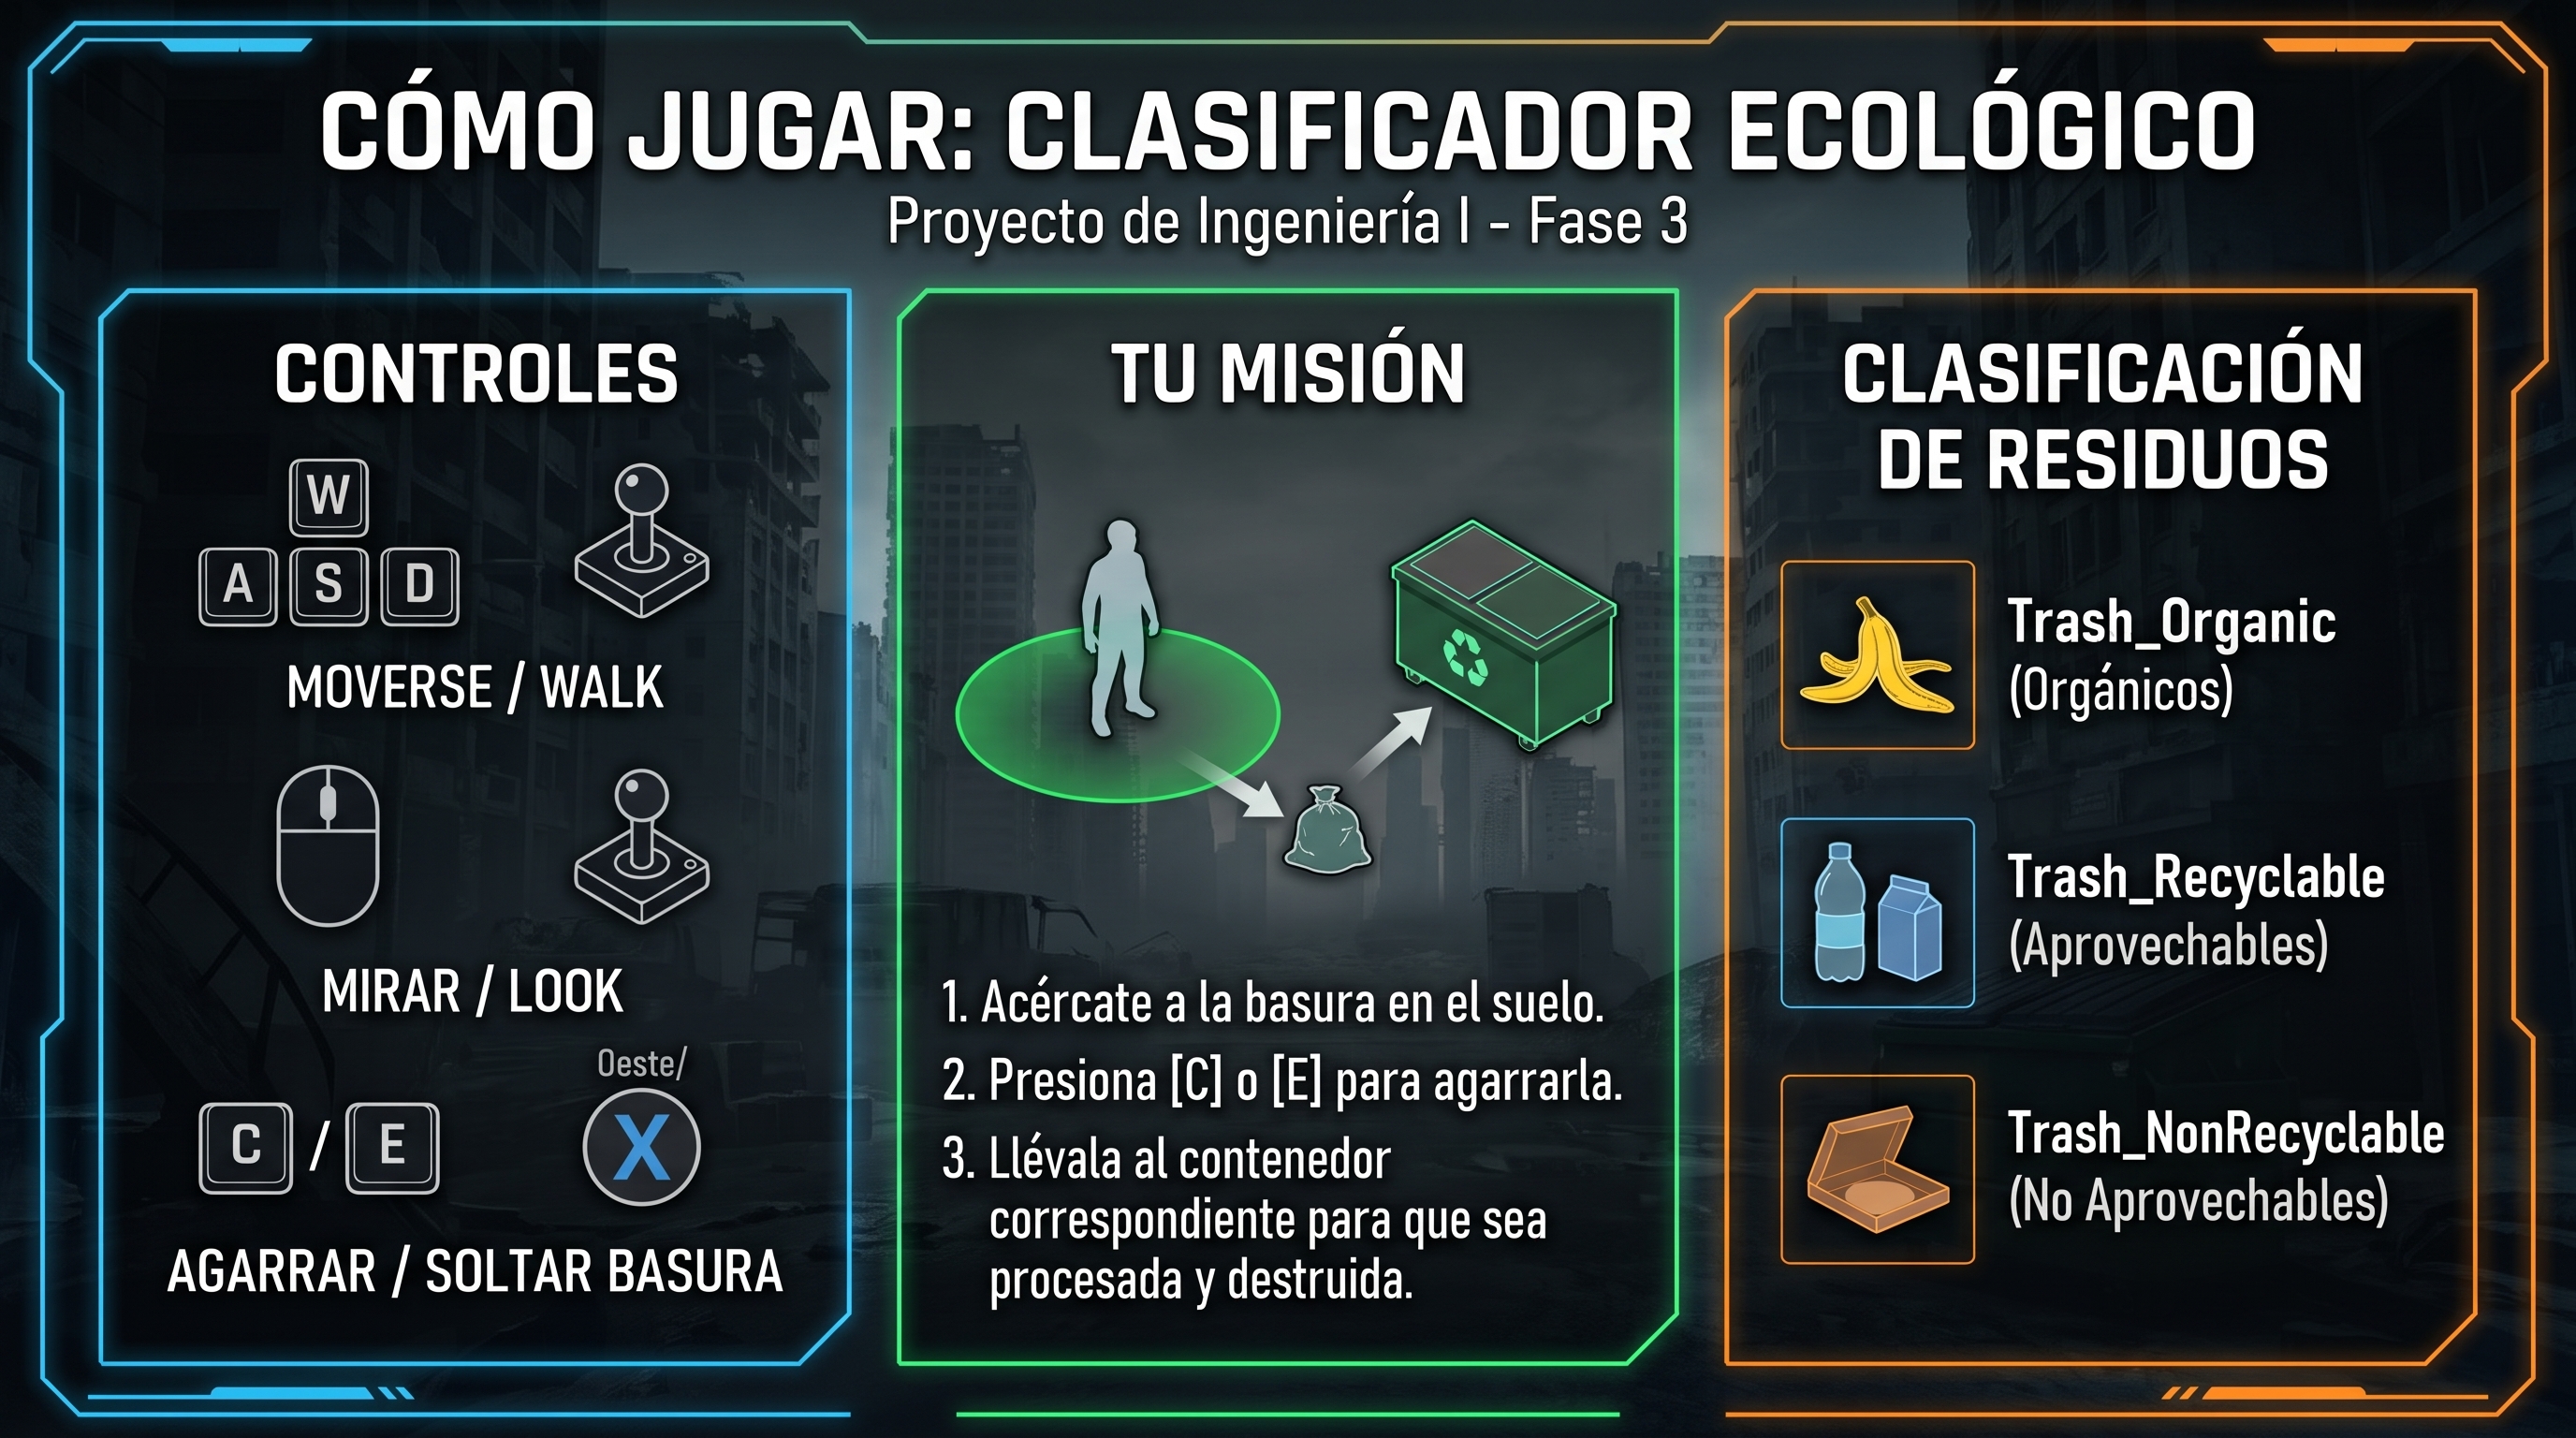 CÓMO JUGAR: CLASIFICADOR ECOLÓGICO
Proyecto de Ingeniería I - Fase 3
CONTROLES
W
A S D
MOVERSE / WALK
MIRAR / LOOK
Oeste/
C / E
X
AGARRAR / SOLTAR BASURA
TU MISIÓN
1. Acércate a la basura en el suelo.
2. Presiona [C] o [E] para agarrarla.
3. Llévala al contenedor
correspondiente para que sea
procesada y destruida.
CLASIFICACIÓN
DE RESIDUOS
Trash_Organic
(Orgánicos)
Trash_Recyclable
(Aprovechables)
Trash_NonRecyclable
(No Aprovechables)